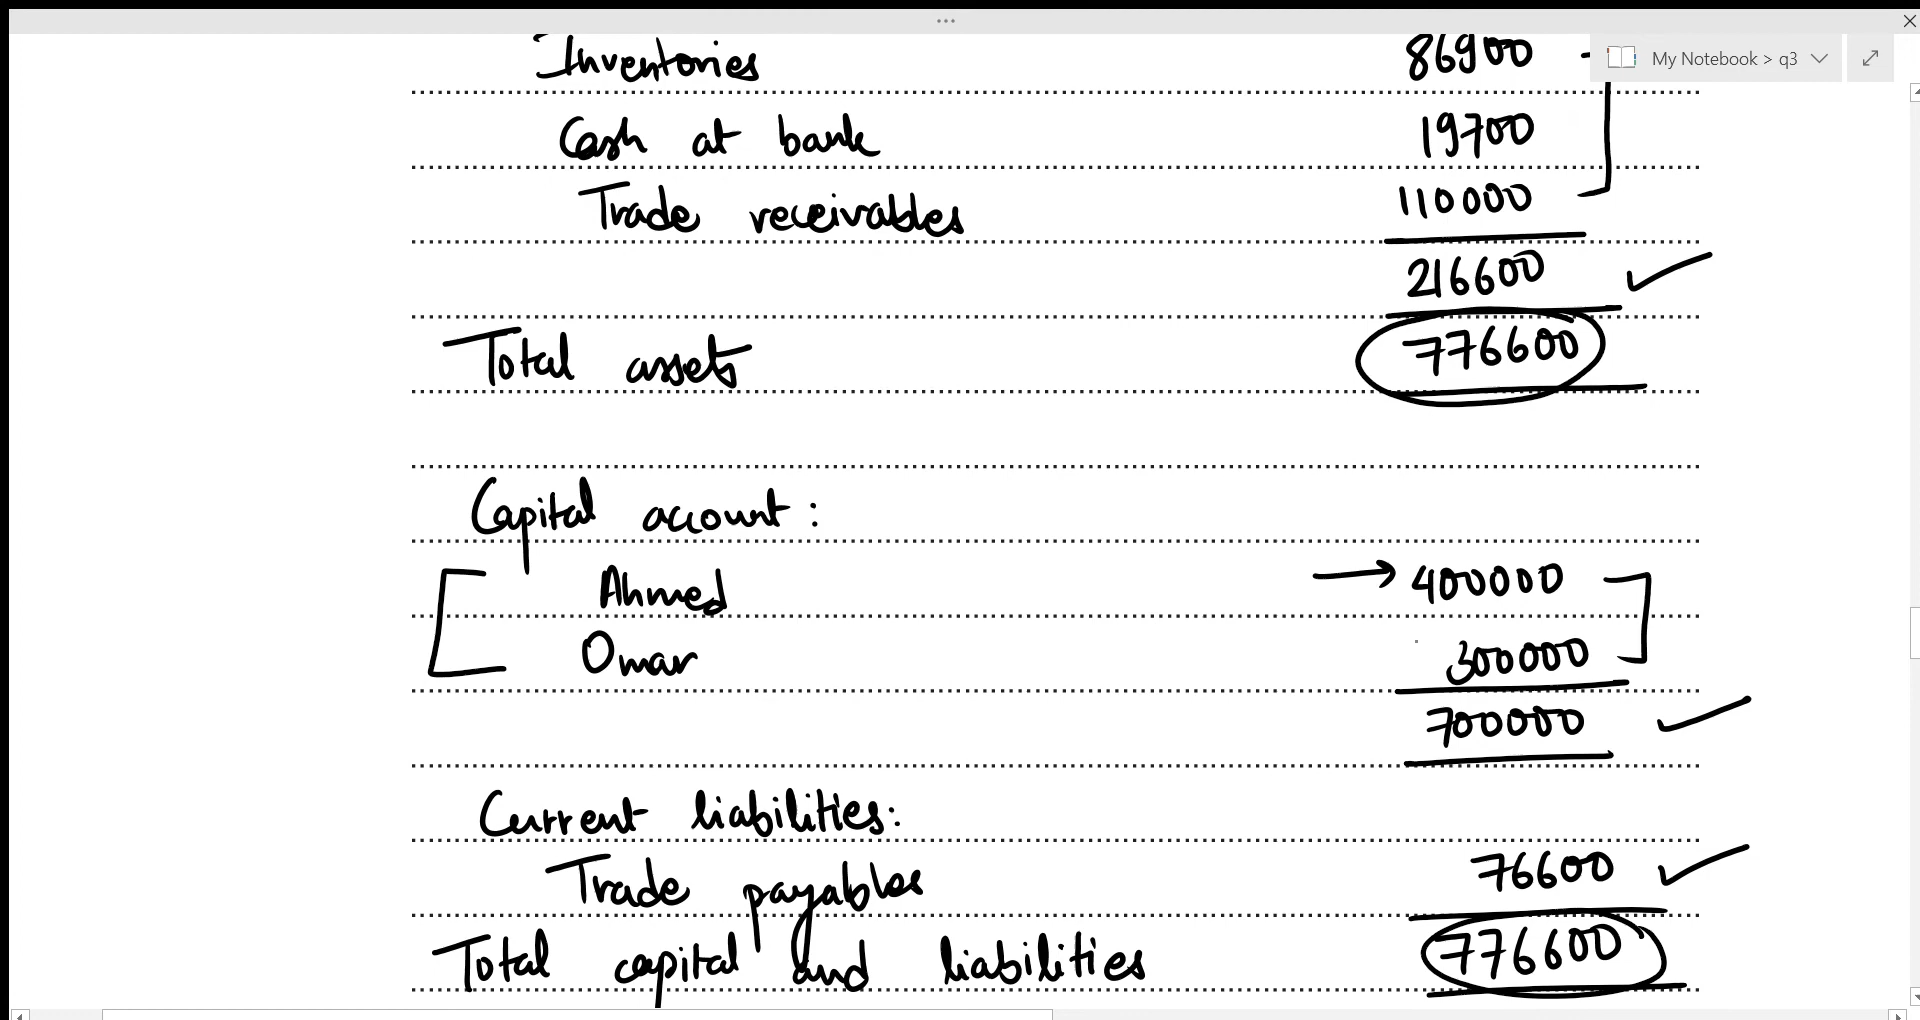 ...
My Notebook > q3
Inventories 86900
Cash at bank 19700
Trade receivables 110000
216600
Total assets 776600
Capital account:
Ahmed 400000
Omar 300000
700000
Current liabilities:
Trade payables 76600
Total capital and liabilities 776600